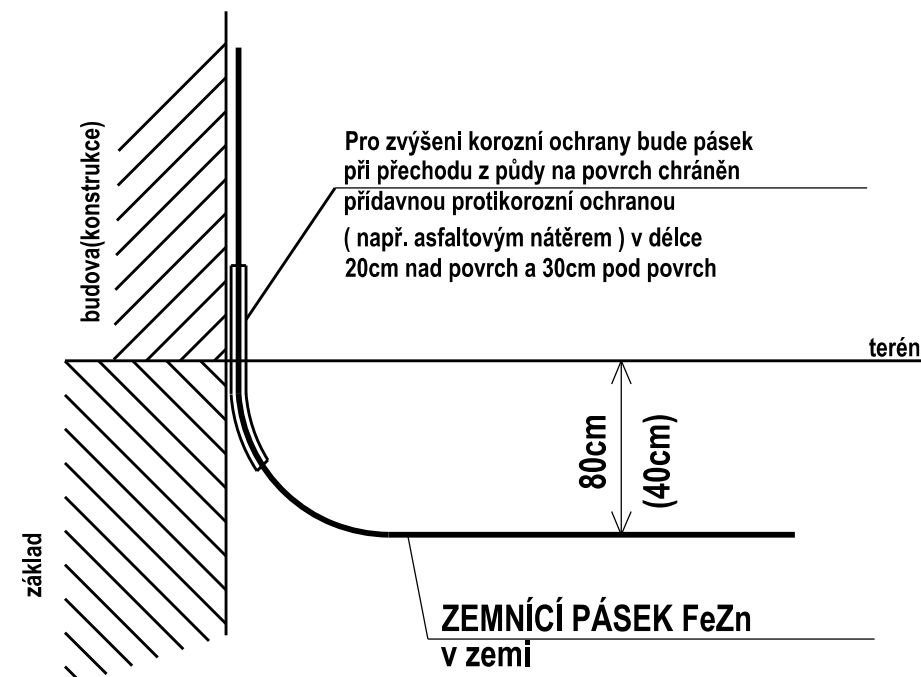 budova(konstrukce)
Pro zvýšeni korozní ochrany bude pásek
při přechodu z půdy na povrch chráněn
přídavnou protikorozní ochranou
( např. asfaltovým nátěrem ) v délce
20cm nad povrch a 30cm pod povrch
terén
80cm
(40cm)
základ
ZEMNÍCÍ PÁSEK FeZn
v zemi